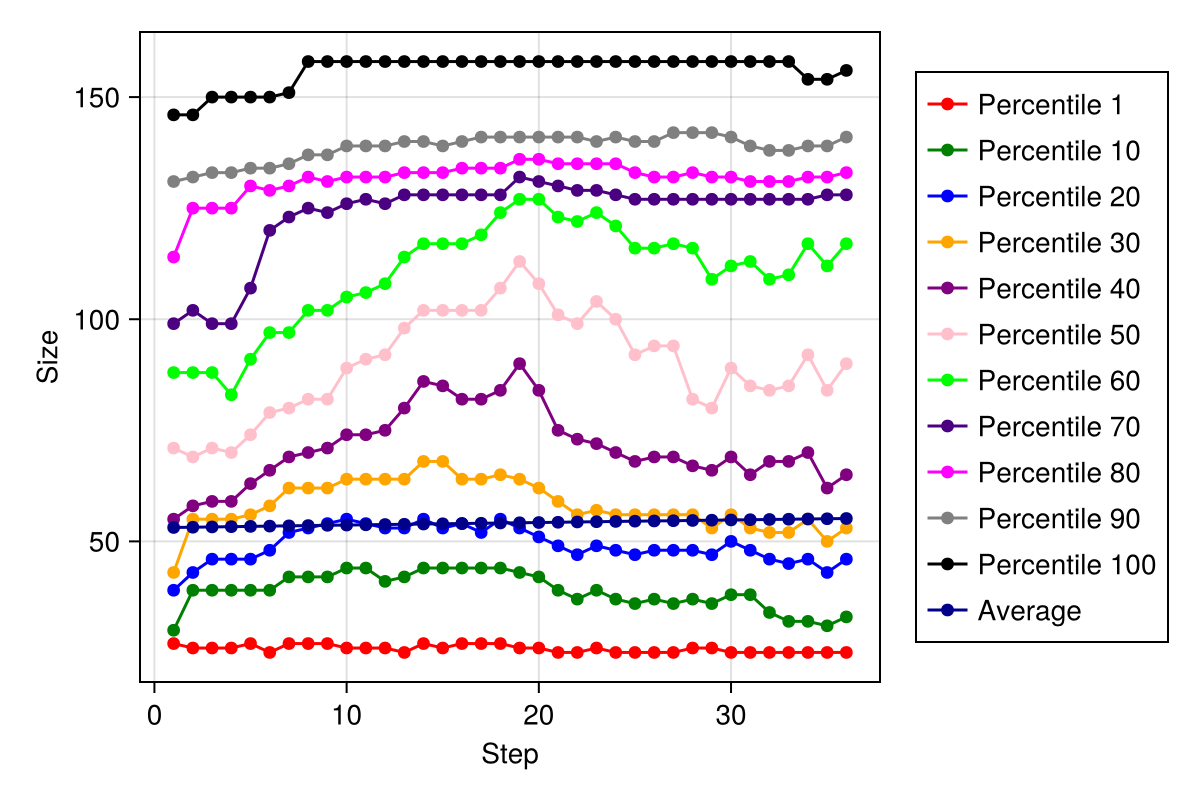 150
100
50
Size
0
10
20
30
Step
Percentile 1
Percentile 10
Percentile 20
Percentile 30
Percentile 40
Percentile 50
Percentile 60
Percentile 70
Percentile 80
Percentile 90
Percentile 100
Average